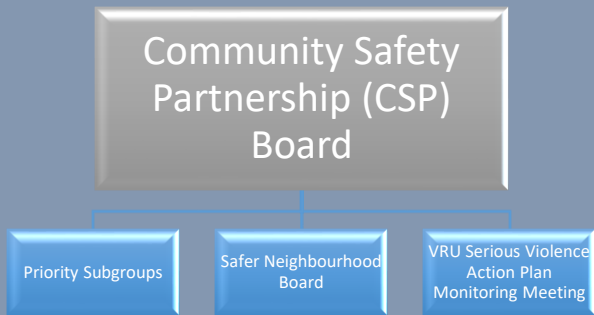 Community Safety
Partnership (CSP)
Board
Priority Subgroups
Safer Neighbourhood
Board
VRU Serious Violence
Action Plan
Monitoring Meeting